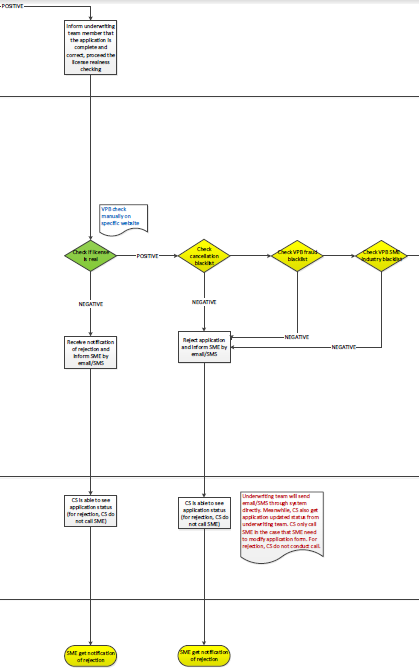 POSITIVE
Inform underwriting
team member that
the application is
complete and
correct, proceed the
license realness
checking
VPB check
manually on
specific website
Check if license
is real
POSITIVE
Check
cancellation
blacklist
Check VPB fraud
blacklist
Check VPB SME
industry blacklist
NEGATIVE
NEGATIVE
NEGATIVE
NEGATIVE
Receive notification
of rejection and
inform SME by
email/SMS
Reject application
and inform SME by
email/SMS
CS is able to see
application status
(for rejection, CS do
not call SME)
CS is able to see
application status
(for rejection, CS do
not call SME)
Underwriting team will send
email/SMS through system
directly. Meanwhile, CS also get
application updated status from
underwriting team. CS only call
SME in the case that SME need
to modify application form. For
rejection, CS do not conduct call.
SME get notification
of rejection
SME get notification
of rejection